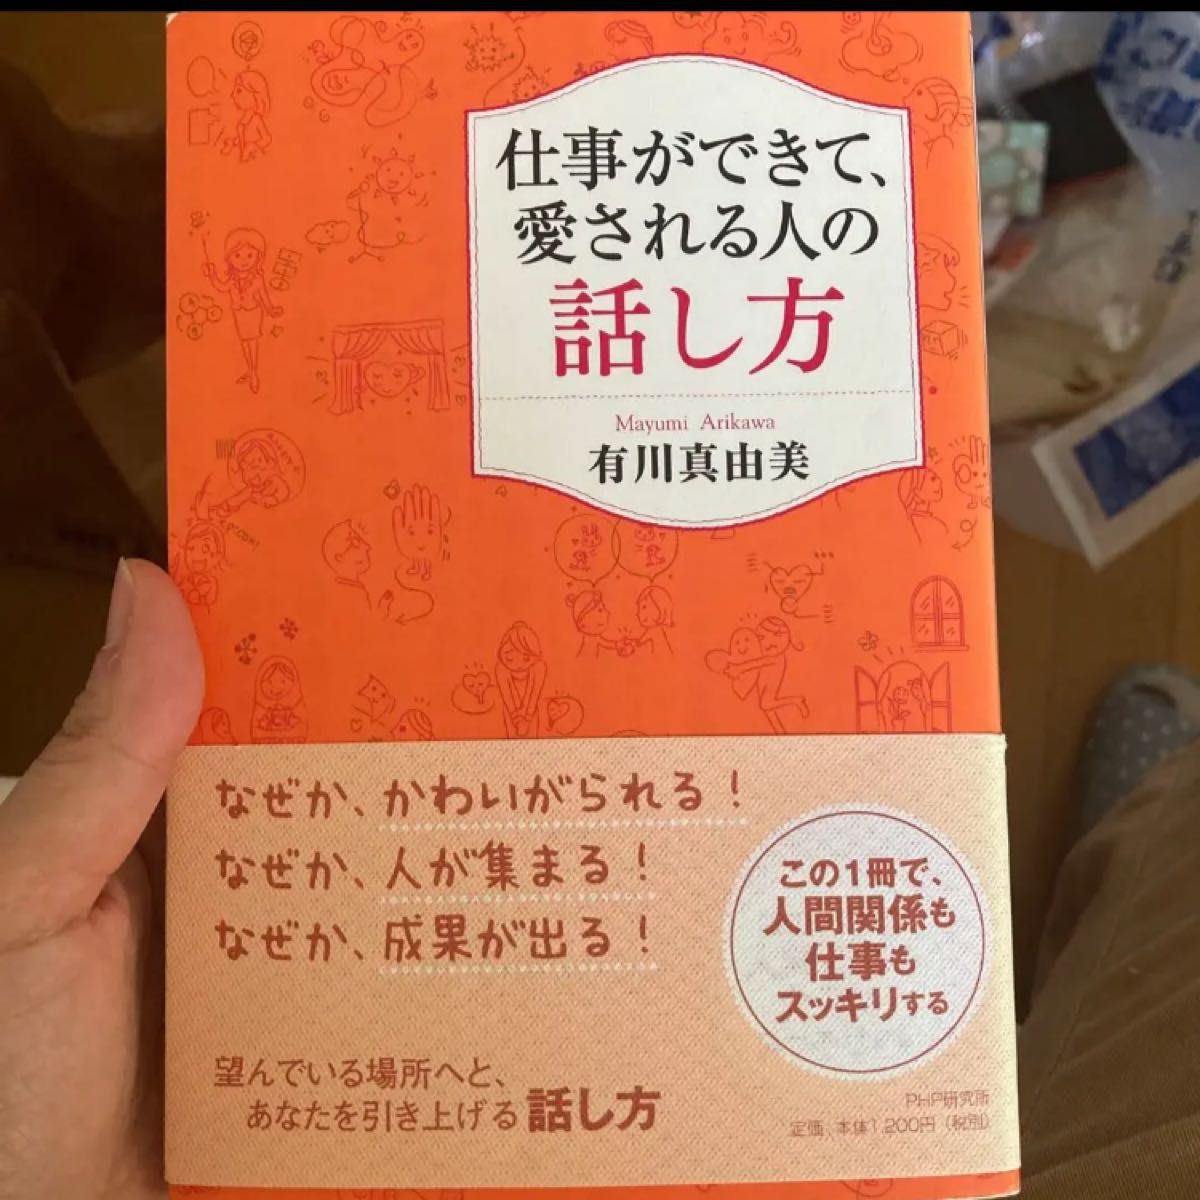 仕事ができて、
愛される人の
話し方
Mayumi Arikawa
有川真由美
なぜか、かわいがられる！
なぜか、人が集まる！
なぜか、成果が出る！
この1冊で、
人間関係も
仕事も
スッキリする
望んでいる場所へと、
あなたを引き上げる話し方
PHP研究所
定価：本体1,200円（税別）